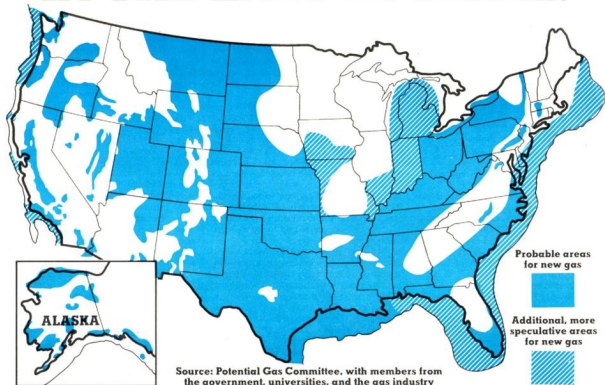 Probable areas
for new gas
Additional, more
speculative areas
for new gas
ALASKA
Source: Potential Gas Committee, with members from
the government, universities, and the gas industry